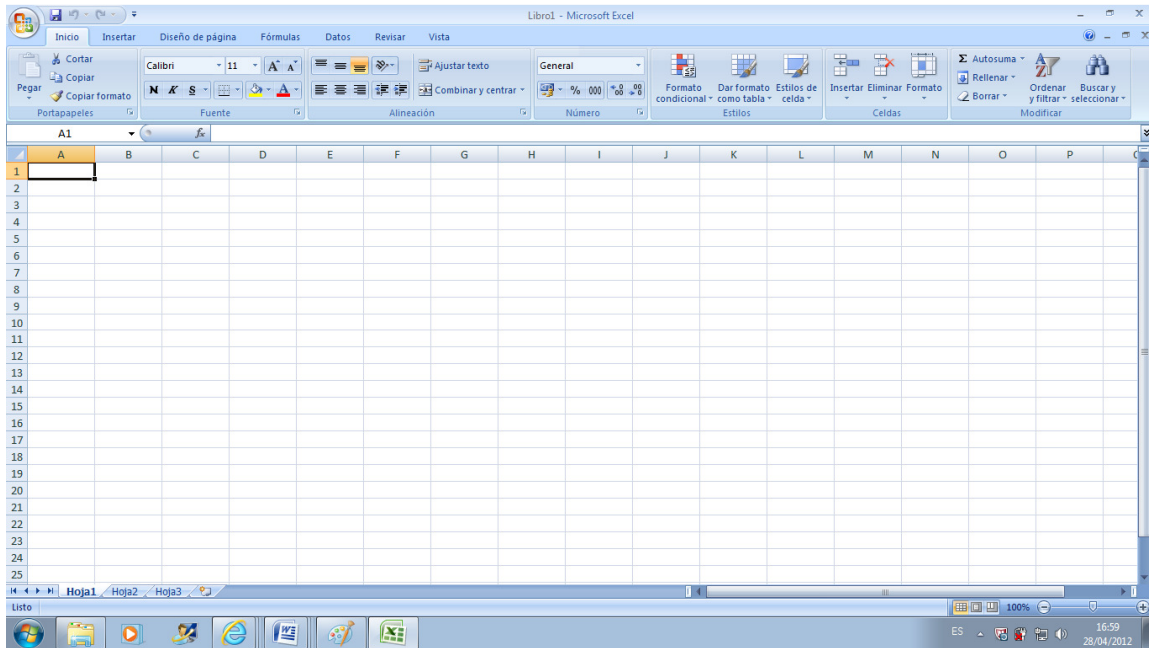 Libro1 - Microsoft Excel
Inicio Insertar Diseño de página Fórmulas Datos Revisar Vista
Pegar
Cortar
Copiar
Copiar formato
Portapapeles
Calibri 11 A A
N K S A
Fuente
Ajustar texto
Combinar y centrar
Alineación
General
% 000
Número
Formato condicional
Dar formato como tabla
Estilos de celda
Estilos
Insertar Eliminar Formato
Celdas
Σ Autosuma
Rellenar
Borrar
Ordenar y filtrar
Buscar y seleccionar
Modificar
A1 fx
A B C D E F G H I J K L M N O P
1
2
3
4
5
6
7
8
9
10
11
12
13
14
15
16
17
18
19
20
21
22
23
24
25
Hoja1 Hoja2 Hoja3
Listo 100%
ES 16:59
28/04/2012